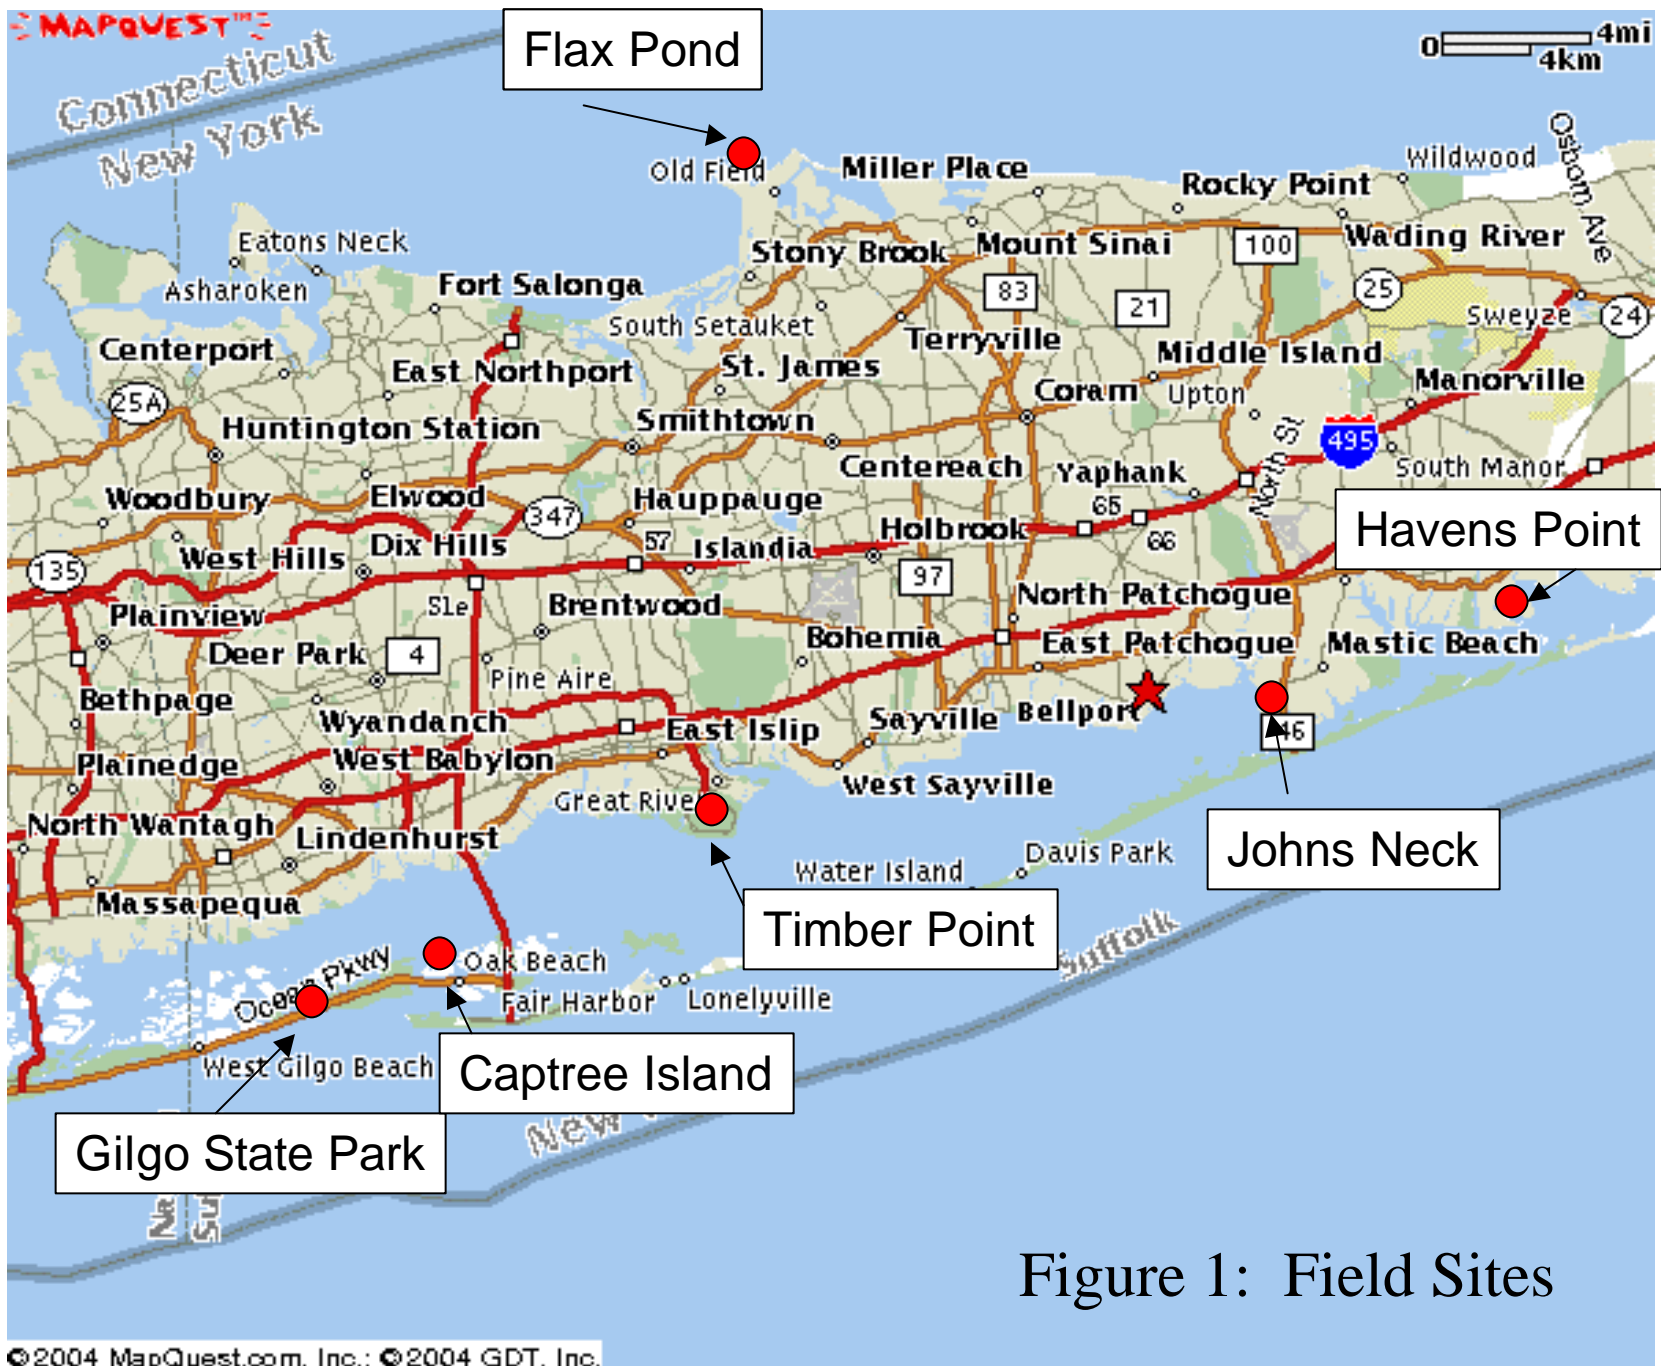 MAPQUEST™
Connecticut
New York
Flax Pond
0 4mi
4km
Old Field
Miller Place
Wildwood
Osborn Ave
Rocky Point
Eatons Neck
Asharoken
Fort Salonga
Stony Brook
Mount Sinai
100
Wading River
83
21
25
24
Sweyze
South Setauket
Terryville
Centerport
East Northport
St. James
Middle Island
Manorville
25A
Coram
Upton
Huntington Station
Smithtown
495
North St
Centereach
Yaphank
South Manor
Woodbury
Elwood
347
Hauppauge
65
Holbrook
66
Havens Point
West Hills
Dix Hills
57
Islandia
135
97
Plainview
Sle
Brentwood
North Patchogue
Bohemia
East Patchogue
Mastic Beach
Deer Park
4
Pine Aire
Bethpage
Wyandanch
East Islip
Sayville
Bellport
46
Plainedge
West Babylon
Great River
West Sayville
North Wantagh
Lindenhurst
Johns Neck
Davis Park
Water Island
Massapequa
Timber Point
Suffolk
Ocean Pkwy
Oak Beach
Fair Harbor
Lonelyville
West Gilgo Beach
Captree Island
New
Gilgo State Park
Na
Su
Figure 1: Field Sites
©2004 MapQuest.com, Inc.; ©2004 GDT, Inc.